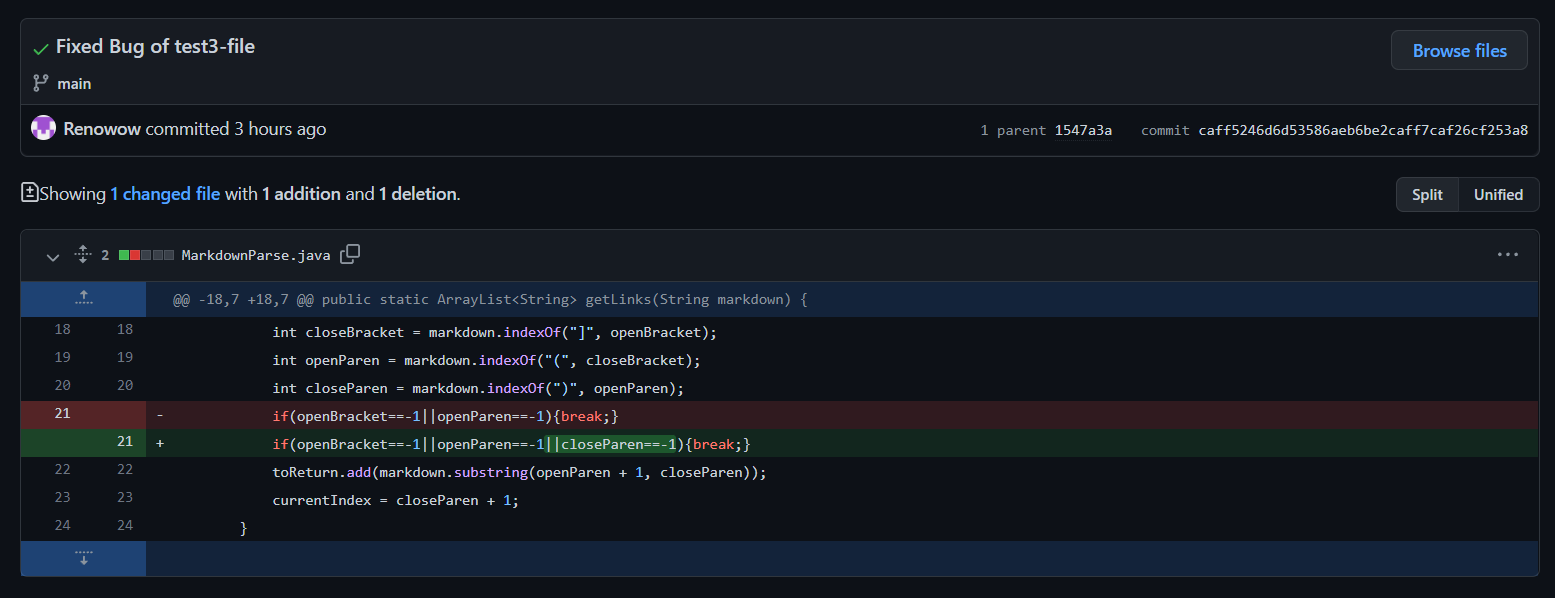 Fixed Bug of test3-file
Browse files
main
Renowow committed 3 hours ago
1 parent 1547a3a commit caff5246d6d53586aeb6be2caff7caf26cf253a8
Showing 1 changed file with 1 addition and 1 deletion.
Split Unified
2 MarkdownParse.java
@@ -18,7 +18,7 @@ public static ArrayList<String> getLinks(String markdown) {
18 18 int closeBracket = markdown.indexOf("]", openBracket);
19 19 int openParen = markdown.indexOf("(", closeBracket);
20 20 int closeParen = markdown.indexOf(")", openParen);
21 - if(openBracket==-1||openParen==-1){break;}
21 + if(openBracket==-1||openParen==-1||closeParen==-1){break;}
22 22 toReturn.add(markdown.substring(openParen + 1, closeParen));
23 23 currentIndex = closeParen + 1;
24 24 }